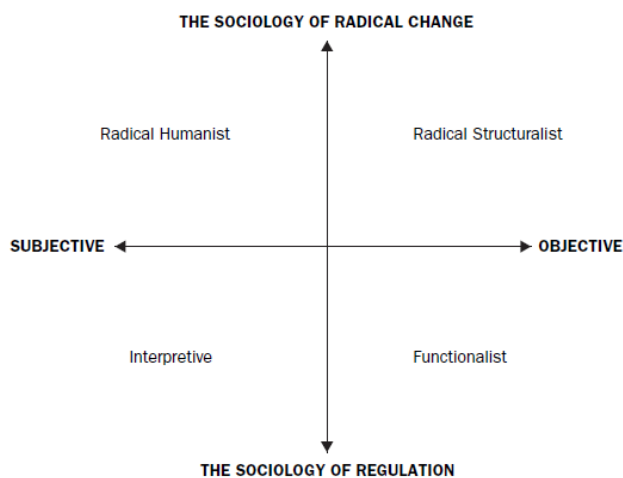 THE SOCIOLOGY OF RADICAL CHANGE
Radical Humanist
Radical Structuralist
SUBJECTIVE
OBJECTIVE
Interpretive
Functionalist
THE SOCIOLOGY OF REGULATION